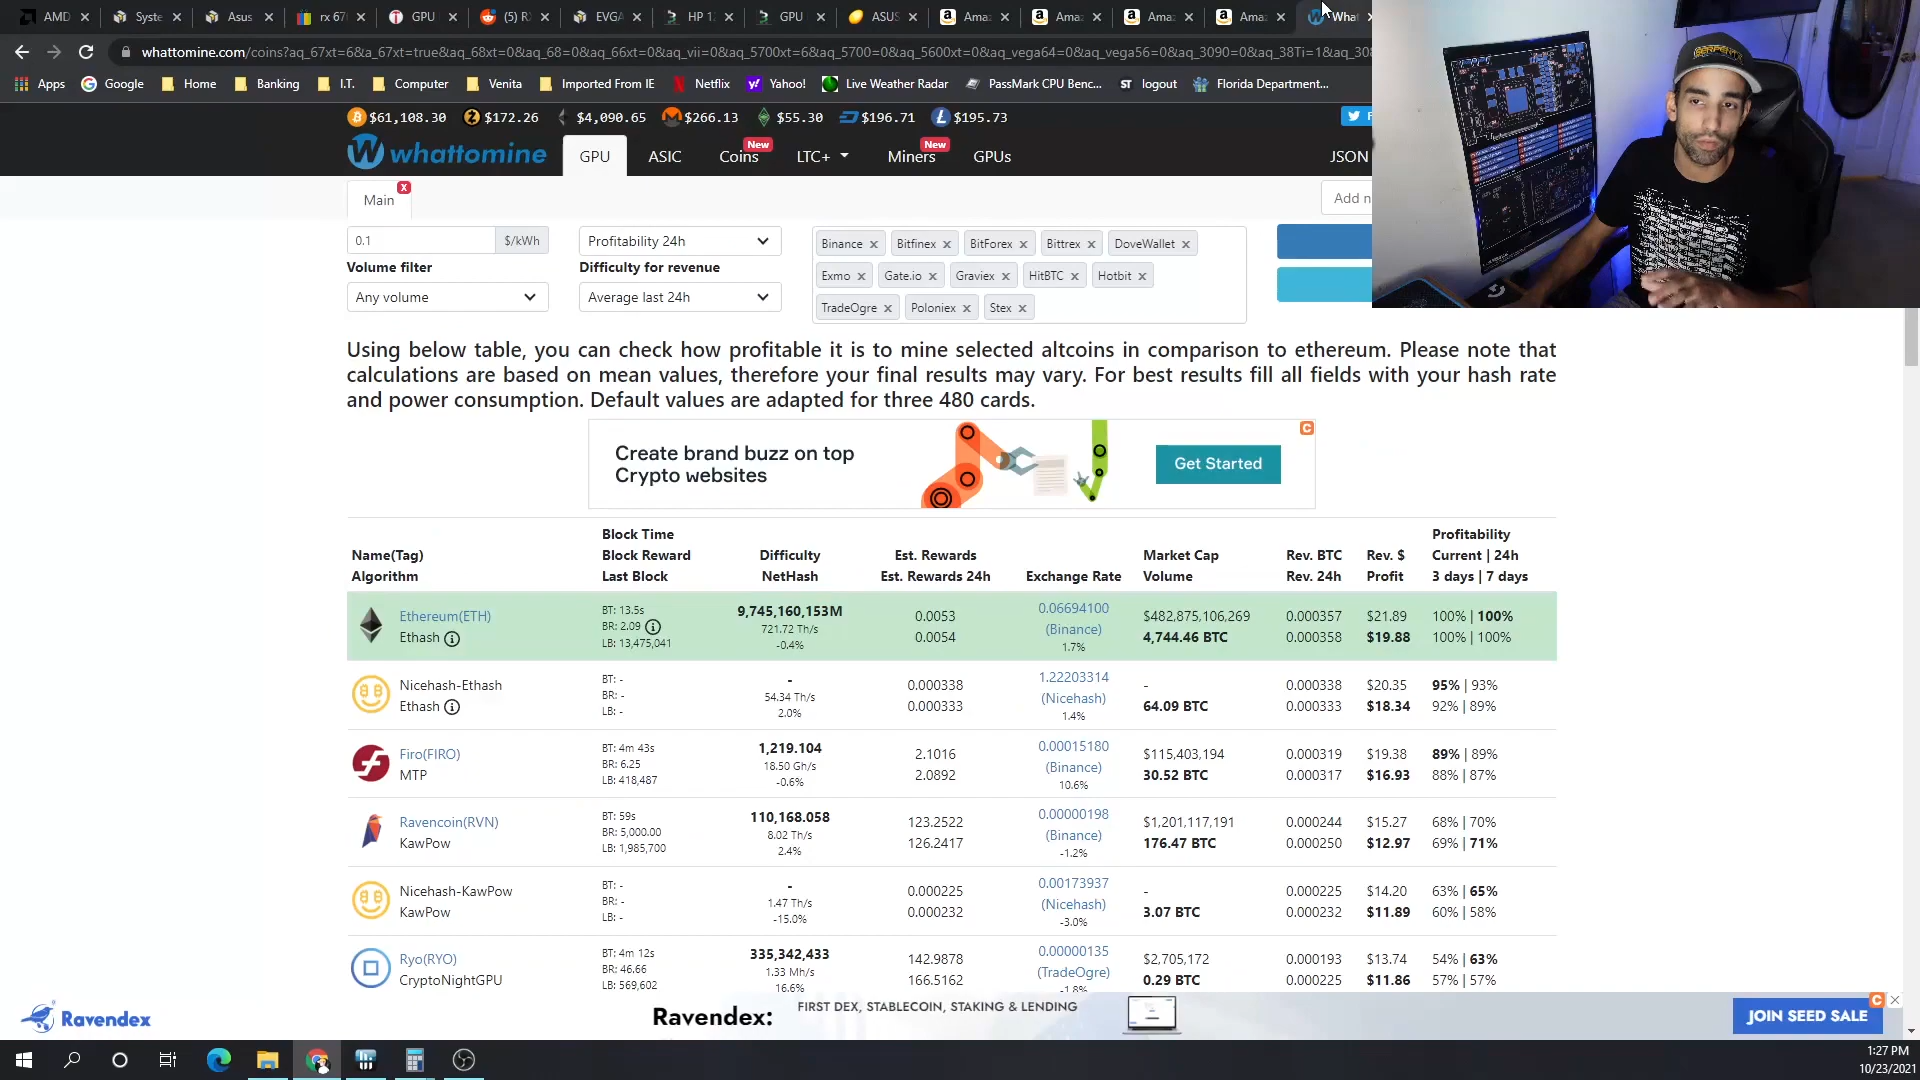 AMD
Syste
Asus
rx 67
GPU
(5) R
EVGA
HP 1
GPU
ASUS
Amaz
Amaz
Amaz
Amaz
What
whattomine.com/coins?aq_67xt=6&a_67xt=true&aq_68xt=0&aq_68=0&aq_66xt=0&aq_vii=0&aq_5700xt=6&aq_5700=0&aq_5600xt=0&aq_vega64=0&aq_vega56=0&aq_3090=0&aq_38Ti=1&aq_308
Apps
Google
Home
Banking
I.T.
Computer
Venita
Imported From IE
Netflix
Yahoo!
Live Weather Radar
PassMark CPU Benc...
ST logout
Florida Department...
$61,108.30 $172.26 $4,090.65 $266.13 $55.30 $196.71 $195.73
whattomine
GPU
ASIC
Coins
New
LTC+
Miners
New
GPUs
JSON
Main
x
Add n
0.1 $/kWh
Profitability 24h
Volume filter
Difficulty for revenue
Any volume
Average last 24h
Binance × Bitfinex × BitForex × Bittrex × DoveWallet ×
Exmo × Gate.io × Graviex × HitBTC × Hotbit ×
TradeOgre × Poloniex × Stex ×
Using below table, you can check how profitable it is to mine selected altcoins in comparison to ethereum. Please note that
calculations are based on mean values, therefore your final results may vary. For best results fill all fields with your hash rate
and power consumption. Default values are adapted for three 480 cards.
Create brand buzz on top
Crypto websites
Get Started
Name(Tag)
Algorithm
Block Time
Block Reward
Last Block
Difficulty
NetHash
Est. Rewards
Est. Rewards 24h
Exchange Rate
Market Cap
Volume
Rev. BTC
Rev. 24h
Rev. $
Profit
Profitability
Current | 24h
3 days | 7 days
Ethereum(ETH)
Ethash
BT: 13.5s
BR: 2.09
LB: 13,475,041
9,745,160,153M
721.72 Th/s
-0.4%
0.0053
0.0054
0.06694100
(Binance)
1.7%
$482,875,106,269
4,744.46 BTC
0.000357
0.000358
$21.89
$19.88
100% | 100%
100% | 100%
Nicehash-Ethash
Ethash
BT: -
BR: -
LB: -
-
54.34 Th/s
2.0%
0.000338
0.000333
1.22203314
(Nicehash)
1.4%
-
64.09 BTC
0.000338
0.000333
$20.35
$18.34
95% | 93%
92% | 89%
Firo(FIRO)
MTP
BT: 4m 43s
BR: 6.25
LB: 418,487
1,219.104
18.50 Gh/s
-0.6%
2.1016
2.0892
0.00015180
(Binance)
10.6%
$115,403,194
30.52 BTC
0.000319
0.000317
$19.38
$16.93
89% | 89%
88% | 87%
Ravencoin(RVN)
KawPow
BT: 59s
BR: 5,000.00
LB: 1,985,700
110,168.058
8.02 Th/s
2.4%
123.2522
126.2417
0.00000198
(Binance)
-1.2%
$1,201,117,191
176.47 BTC
0.000244
0.000250
$15.27
$12.97
68% | 70%
69% | 71%
Nicehash-KawPow
KawPow
BT: -
BR: -
LB: -
-
1.47 Th/s
-15.0%
0.000225
0.000232
0.00173937
(Nicehash)
-3.0%
-
3.07 BTC
0.000225
0.000232
$14.20
$11.89
63% | 65%
60% | 58%
Ryo(RYO)
CryptoNightGPU
BT: 4m 12s
BR: 46.66
LB: 569,602
335,342,433
1.33 Mh/s
16.6%
142.9878
166.5162
0.00000135
(TradeOgre)
-1.8%
$2,705,172
0.29 BTC
0.000193
0.000225
$13.74
$11.86
54% | 63%
57% | 57%
Ravendex
Ravendex:
FIRST DEX, STABLECOIN, STAKING & LENDING
JOIN SEED SALE
1:27 PM
10/23/2021